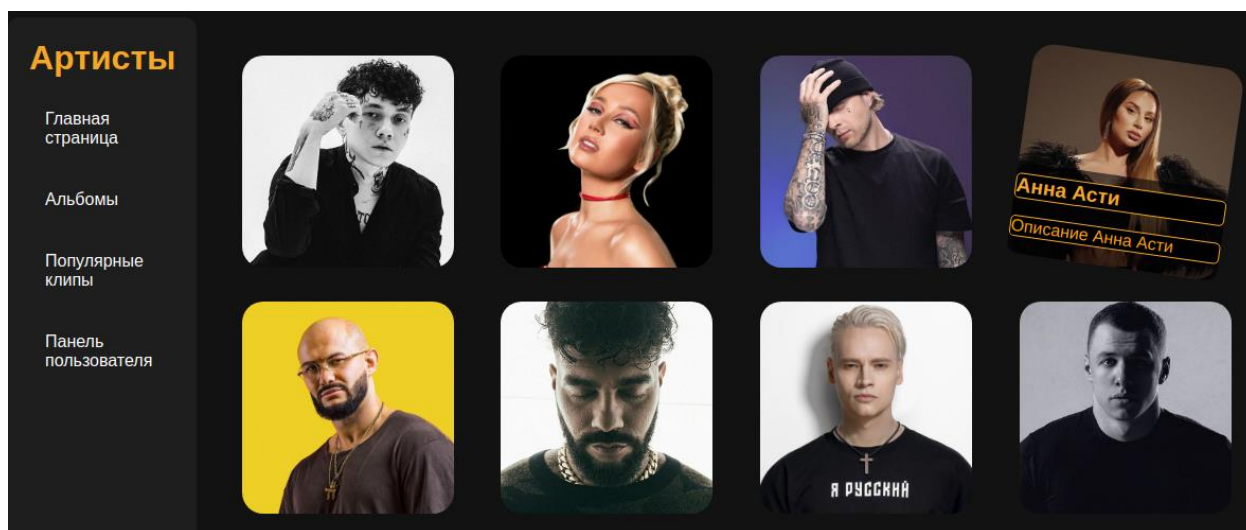 Артисты
Главная
страница
Альбомы
Популярные
клипы
Панель
пользователя
Анна Асти
Описание Анна Асти
Я РУССКИЙ